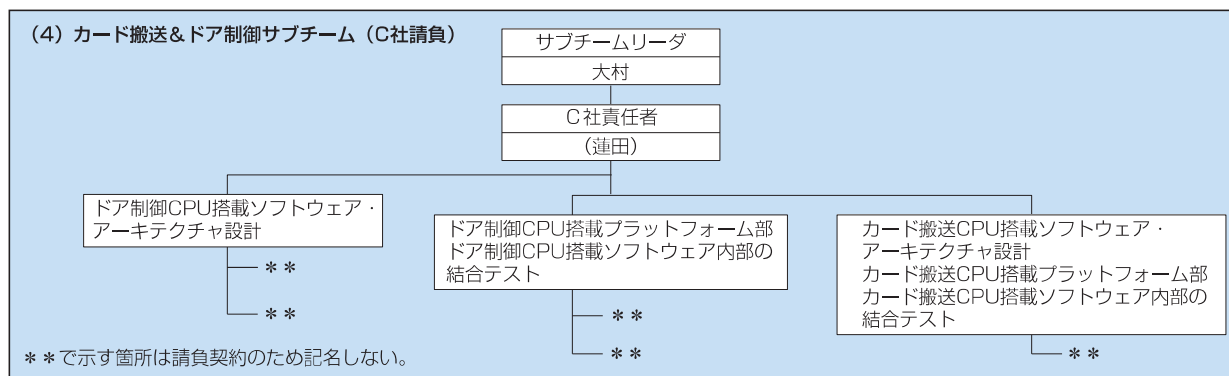 (4) カード搬送&ドア制御サブチーム(C社請負)
サブチームリーダ
大村
C社責任者
(蓮田)
ドア制御CPU搭載ソフトウェア・
アーキテクチャ設計
**
**
ドア制御CPU搭載プラットフォーム部
ドア制御CPU搭載ソフトウェア内部の
結合テスト
**
**
カード搬送CPU搭載ソフトウェア・
アーキテクチャ設計
カード搬送CPU搭載プラットフォーム部
カード搬送CPU搭載ソフトウェア内部の
結合テスト
**
**で示す箇所は請負契約のため記名しない。